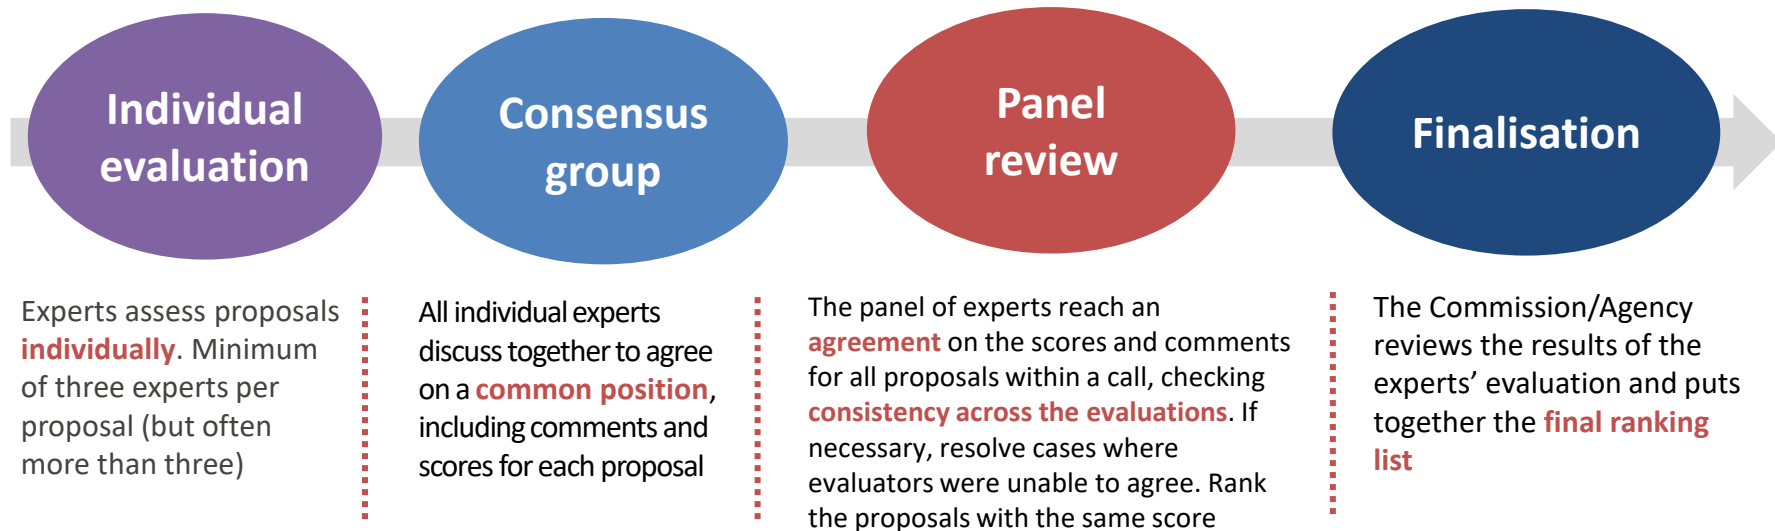 Individual
evaluation
Consensus
group
Panel
review
Finalisation
Experts assess proposals
individually. Minimum
of three experts per
proposal (but often
more than three)
All individual experts
discuss together to agree
on a common position,
including comments and
scores for each proposal
The panel of experts reach an
agreement on the scores and comments
for all proposals within a call, checking
consistency across the evaluations. If
necessary, resolve cases where
evaluators were unable to agree. Rank
the proposals with the same score
The Commission/Agency
reviews the results of the
experts’ evaluation and puts
together the final ranking
list